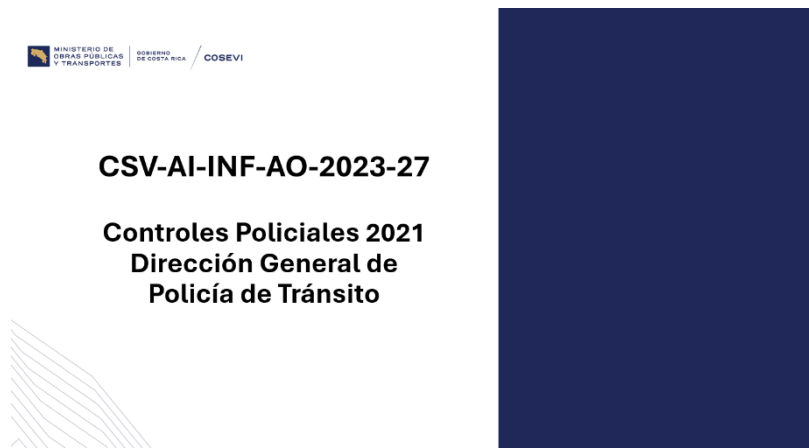 MINISTERIO DE
OBRAS PÚBLICAS
Y TRANSPORTES
GOBIERNO
DE COSTA RICA
COSEVI
CSV-AI-INF-AO-2023-27
Controles Policiales 2021
Dirección General de
Policía de Tránsito